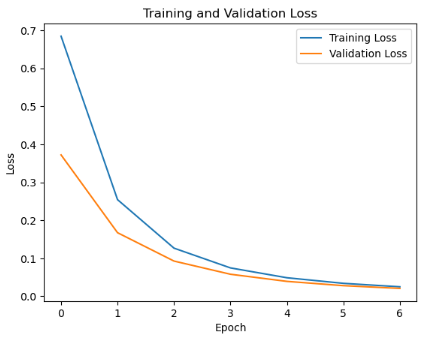 Training and Validation Loss
Training Loss
Validation Loss
0.7
0.6
0.5
0.4
0.3
0.2
0.1
0.0
Loss
0 1 2 3 4 5 6
Epoch